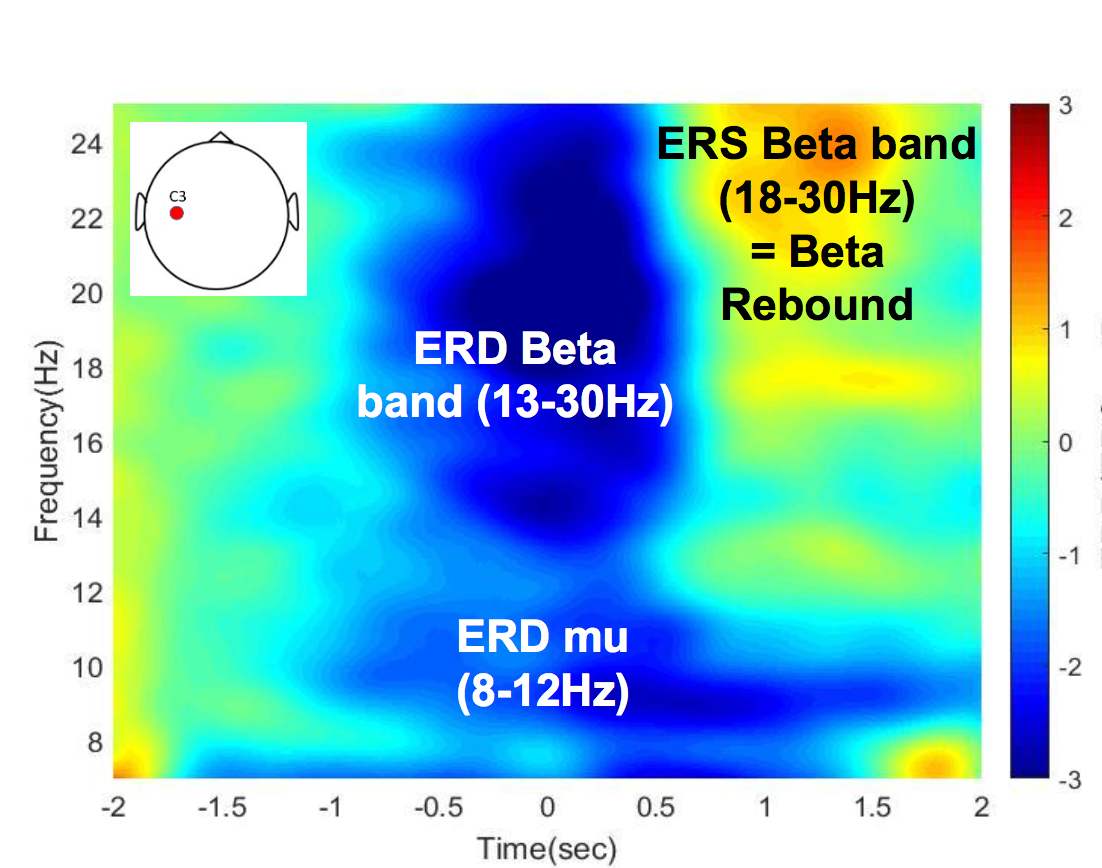 C3
ERS Beta band
(18-30Hz)
= Beta
Rebound
ERD Beta
band (13-30Hz)
ERD mu
(8-12Hz)
Frequency(Hz)
24
22
20
18
16
14
12
10
8
-2
-1.5
-1
-0.5
0
0.5
1
1.5
2
Time(sec)
3
2
1
0
-1
-2
-3